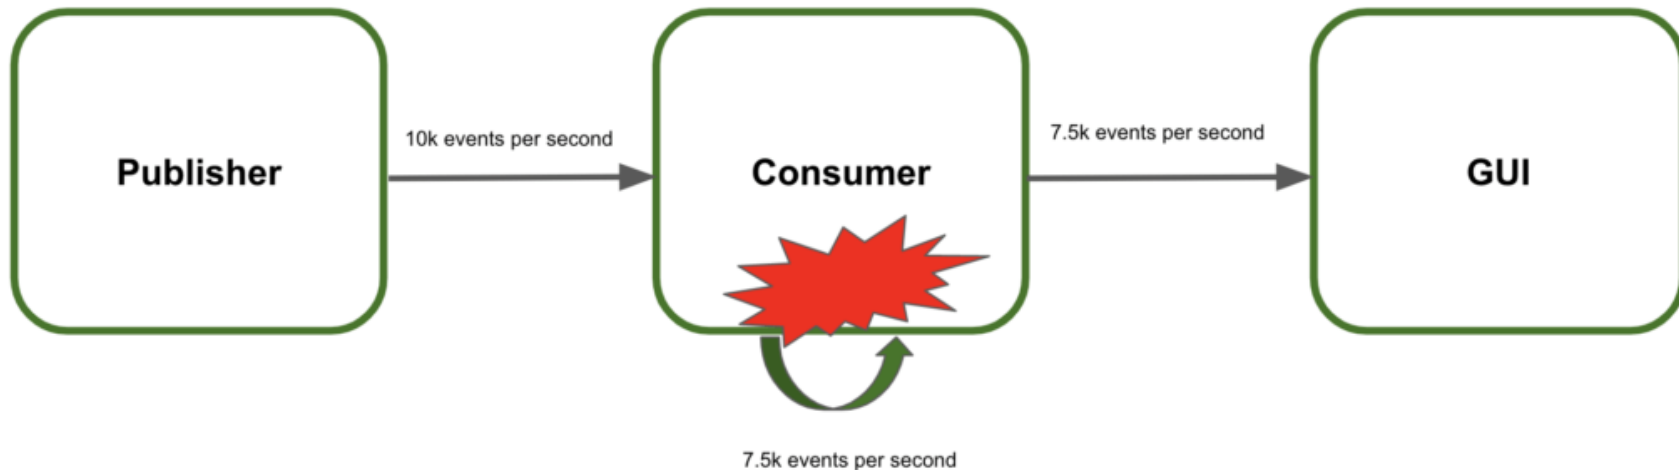 Publisher
10k events per second
Consumer
7.5k events per second
GUI
7.5k events per second